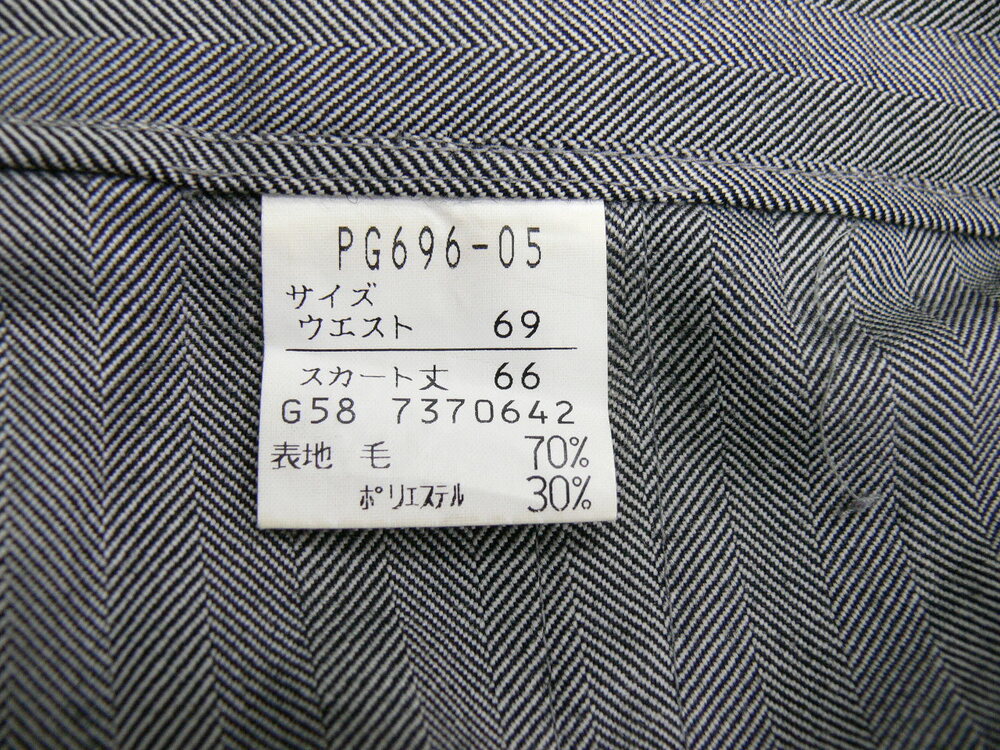 PG696-05
サイズ
ウエスト 69
スカート丈 66
G58 7370642
表地 毛 70%
ポリエステル 30%